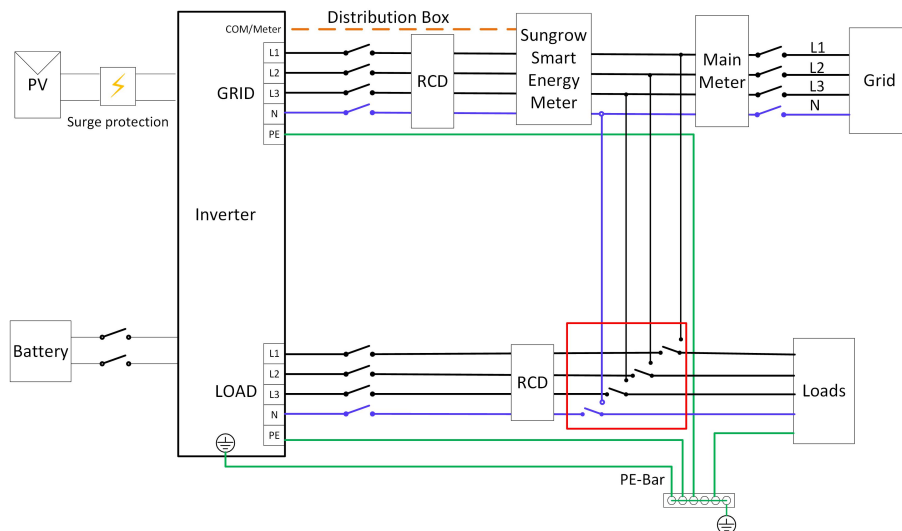 Distribution Box
COM/Meter
Sungrow
Smart
Energy
Meter
L1
L2
L3
N
PE
GRID
RCD
Main
Meter
L1
L2
L3
N
Grid
PV
Surge protection
Inverter
Battery
L1
L2
L3
N
PE
LOAD
RCD
Loads
PE-Bar